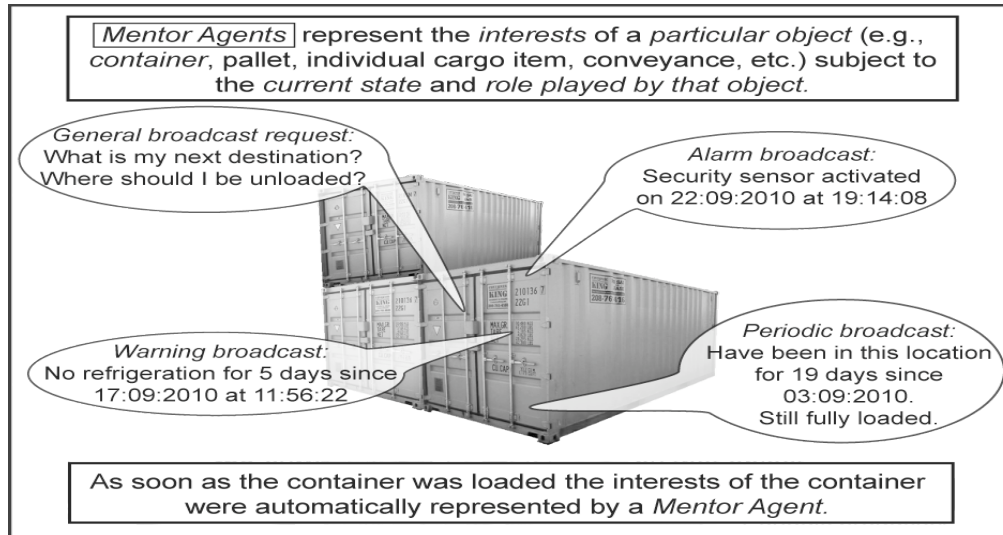 Mentor Agents represent the interests of a particular object (e.g.,
container, pallet, individual cargo item, conveyance, etc.) subject to
the current state and role played by that object.
General broadcast request:
What is my next destination?
Where should I be unloaded?
Alarm broadcast:
Security sensor activated
on 22:09:2010 at 19:14:08
Warning broadcast:
No refrigeration for 5 days since
17:09:2010 at 11:56:22
Periodic broadcast:
Have been in this location
for 19 days since
03:09:2010.
Still fully loaded.
KING
210136 7
22G1
KING
As soon as the container was loaded the interests of the container
were automatically represented by a Mentor Agent.